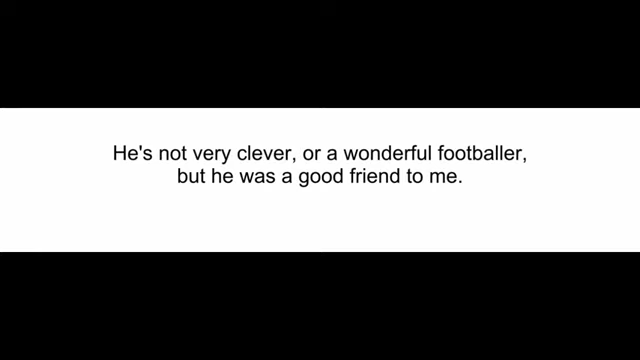 He's not very clever, or a wonderful footballer,
but he was a good friend to me.